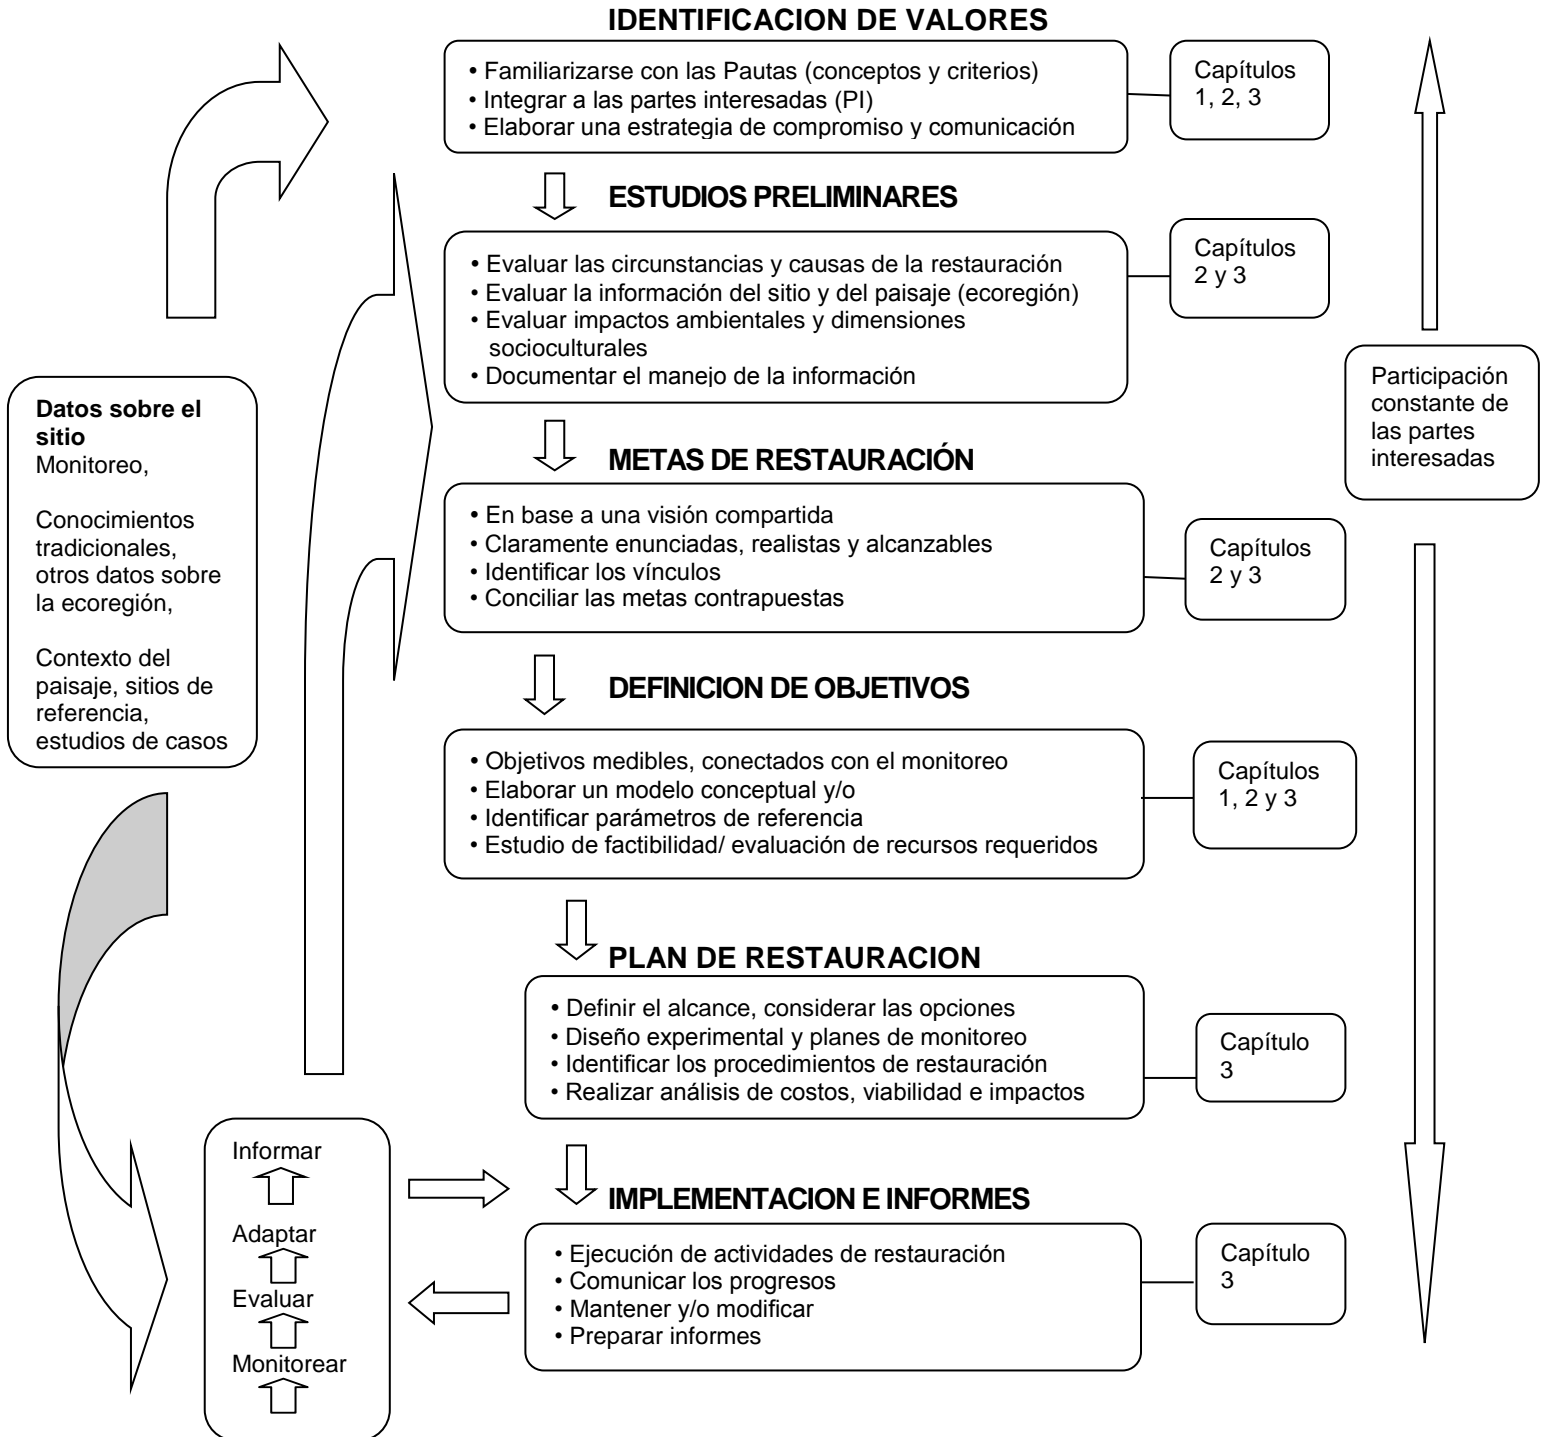 IDENTIFICACION DE VALORES
• Familiarizarse con las Pautas (conceptos y criterios)
• Integrar a las partes interesadas (PI)
• Elaborar una estrategia de compromiso y comunicación
Capítulos
1, 2, 3
ESTUDIOS PRELIMINARES
• Evaluar las circunstancias y causas de la restauración
• Evaluar la información del sitio y del paisaje (ecoregión)
• Evaluar impactos ambientales y dimensiones
socioculturales
• Documentar el manejo de la información
Capítulos
2 y 3
Participación
constante de
las partes
interesadas
Datos sobre el
sitio
Monitoreo,
Conocimientos
tradicionales,
otros datos sobre
la ecoregión,
Contexto del
paisaje, sitios de
referencia,
estudios de casos
METAS DE RESTAURACIÓN
• En base a una visión compartida
• Claramente enunciadas, realistas y alcanzables
• Identificar los vínculos
• Conciliar las metas contrapuestas
Capítulos
2 y 3
DEFINICION DE OBJETIVOS
• Objetivos medibles, conectados con el monitoreo
• Elaborar un modelo conceptual y/o
• Identificar parámetros de referencia
• Estudio de factibilidad/ evaluación de recursos requeridos
Capítulos
1, 2 y 3
PLAN DE RESTAURACION
• Definir el alcance, considerar las opciones
• Diseño experimental y planes de monitoreo
• Identificar los procedimientos de restauración
• Realizar análisis de costos, viabilidad e impactos
Capítulo
3
IMPLEMENTACION E INFORMES
• Ejecución de actividades de restauración
• Comunicar los progresos
• Mantener y/o modificar
• Preparar informes
Capítulo
3
Informar
Adaptar
Evaluar
Monitorear